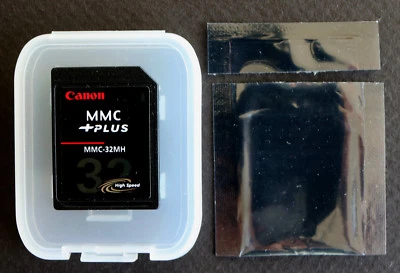 Canon
MMC
+PLUS
MMC-32MH
32
High Speed